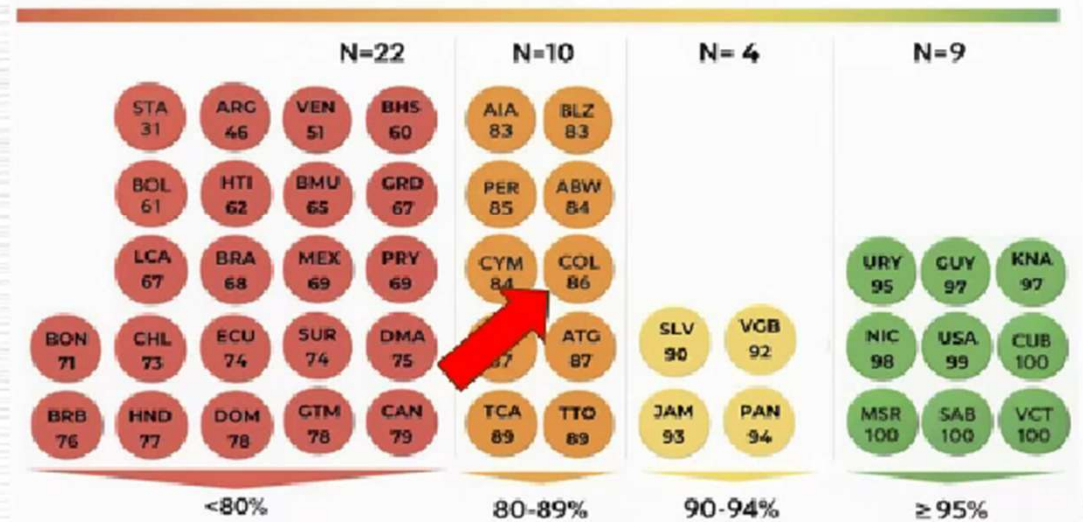 N=22 N=10 N= 4 N=9
STA ARG VEN BHS AIA BLZ
31 46 51 60 83 83
BOL HTI BMU GRD PER ABW
61 62 65 67 85 84
LCA BRA MEX PRY CYM COL URY GUY KNA
67 68 69 69 84 86 95 97 97
BON CHL ECU SUR DMA ATG SLV VGB NIC USA CUB
71 73 74 74 75 87 87 90 92 98 99 100
BRB HND DOM GTM CAN TCA TTO JAM PAN MSR SAB VCT
76 77 78 78 79 89 89 93 94 100 100 100
<80% 80-89% 90-94% ≥95%